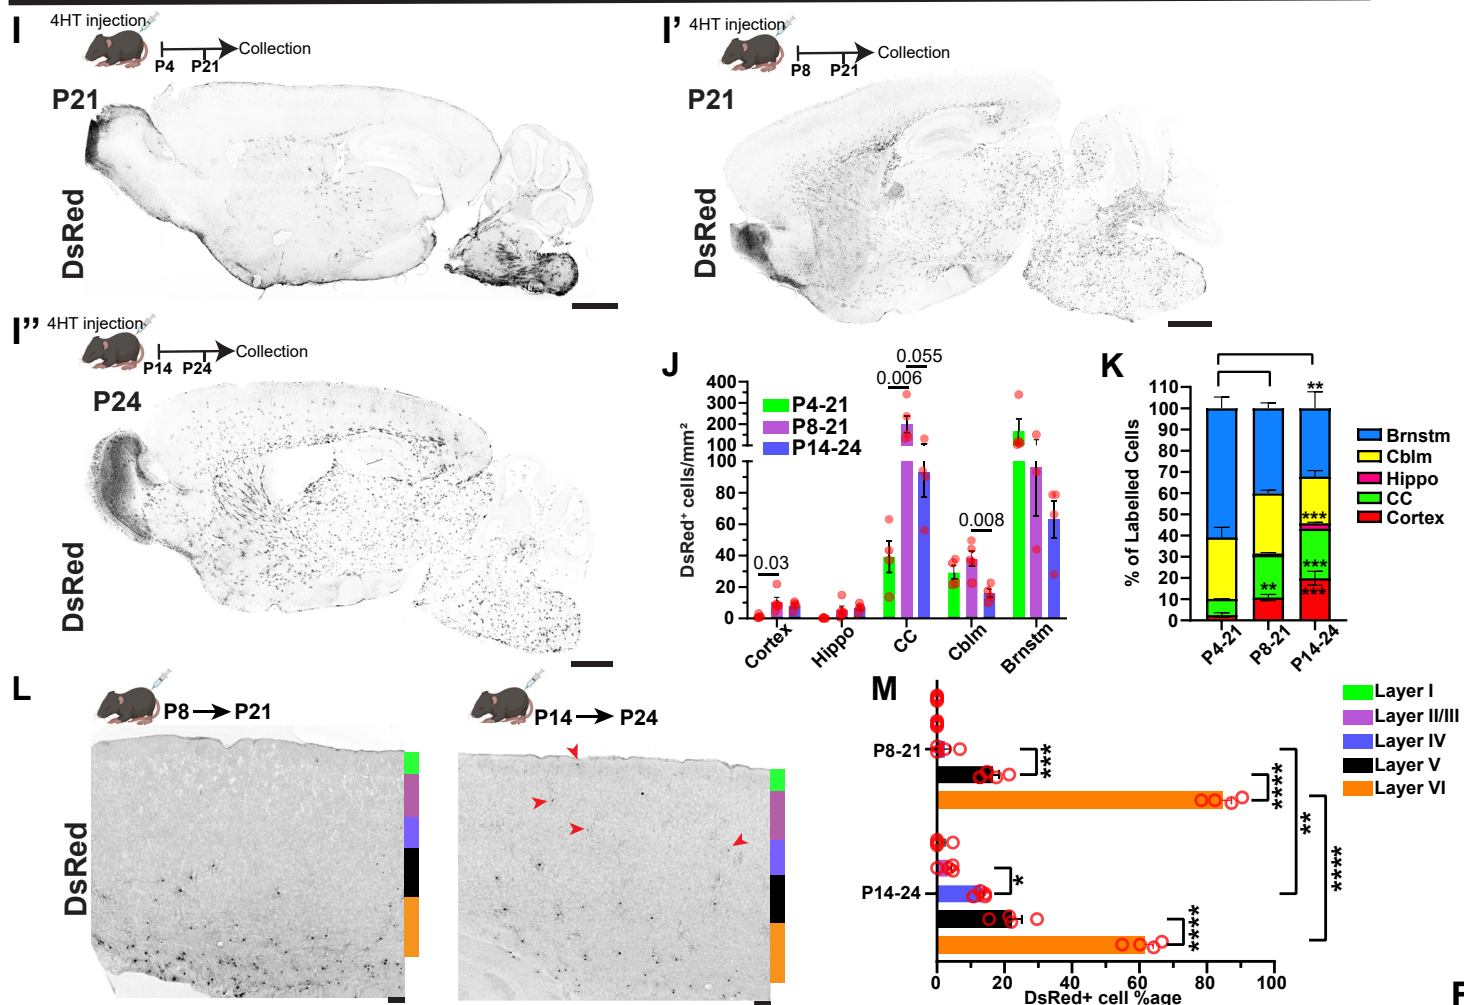 I
4HT injection
Collection
P4
P21
P21
DsRed
I’
4HT injection
Collection
P8
P21
P21
DsRed
I’’
4HT injection
Collection
P14
P24
P24
DsRed
J
DsRed⁺ cells/mm²
400
300
200
100
100
80
60
40
20
0
P4-21
P8-21
P14-24
0.03
0.006
0.055
0.008
Cortex
Hippo
CC
Cblm
Brnstm
K
% of Labelled Cells
110
100
90
80
70
60
50
40
30
20
10
0
**
***
***
***
**
P4-21
P8-21
P14-24
Brnstm
Cblm
Hippo
CC
Cortex
L
P8
P21
P14
P24
DsRed
M
P8-21
P14-24
***
****
**
****
*
****
0
20
40
60
80
100
DsRed+ cell %age
Layer I
Layer II/III
Layer IV
Layer V
Layer VI